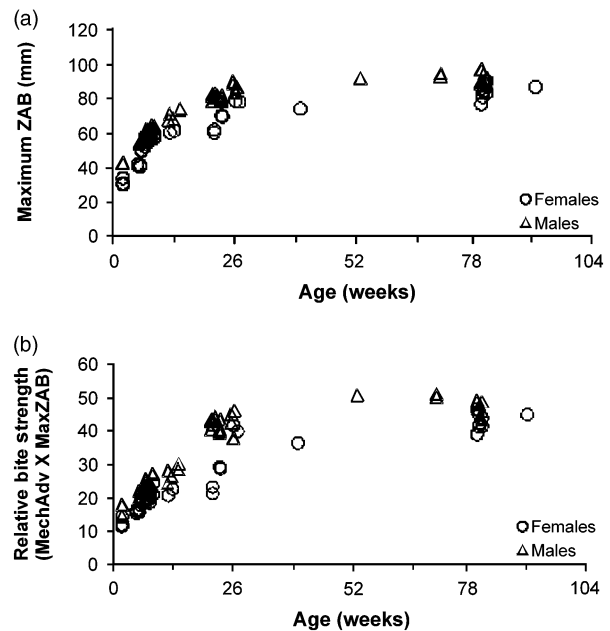 (a)
Maximum ZAB (mm)
120
100
80
60
40
20
0
0 26 52 78 104
Age (weeks)
Females
Males
(b)
Relative bite strength
(MechAdv X MaxZAB)
60
50
40
30
20
10
0
0 26 52 78 104
Age (weeks)
Females
Males